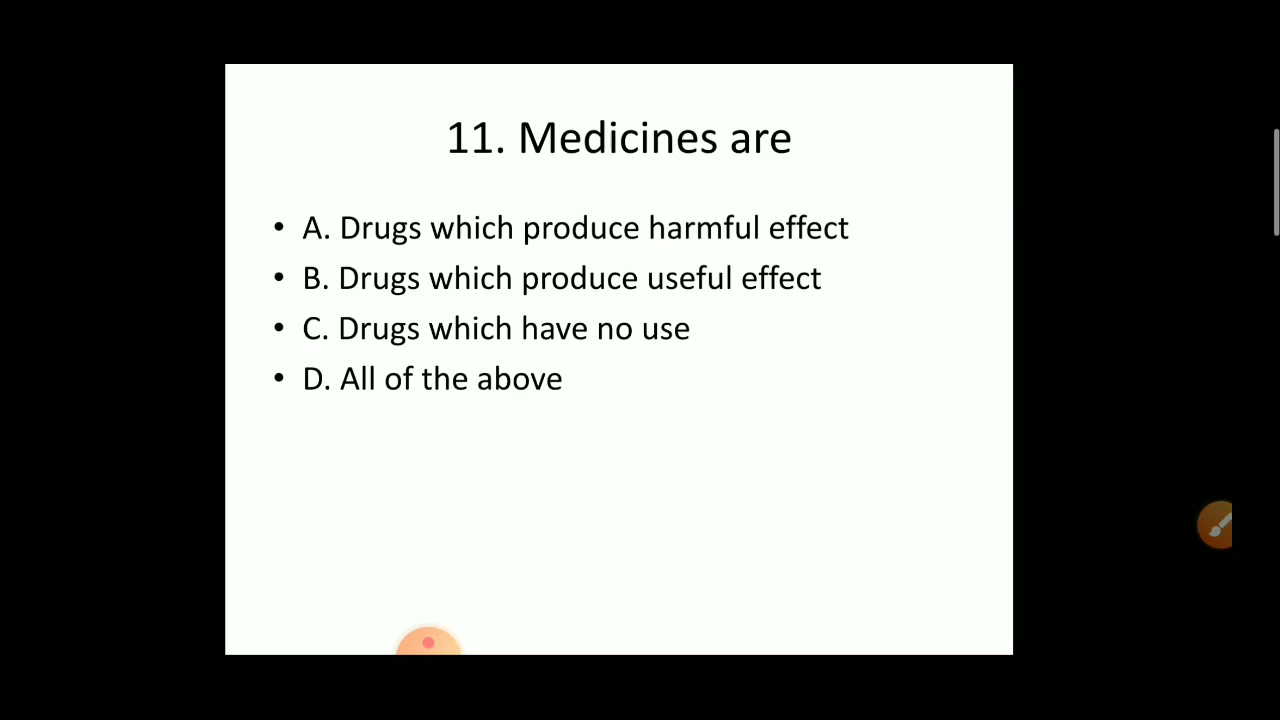 11. Medicines are
• A. Drugs which produce harmful effect
• B. Drugs which produce useful effect
• C. Drugs which have no use
• D. All of the above